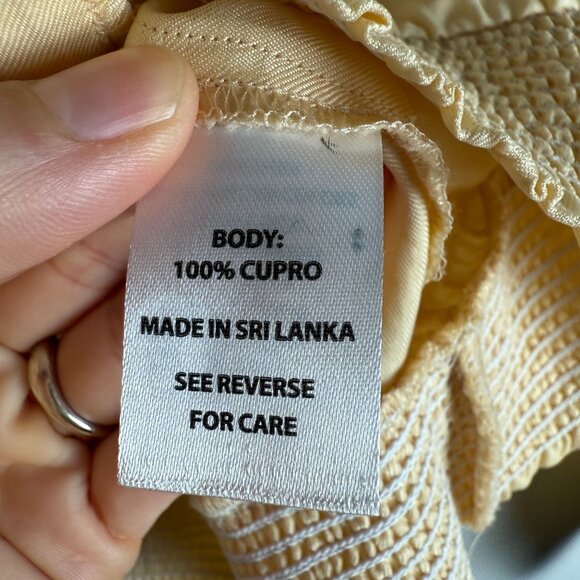 BODY:
100% CUPRO
MADE IN SRI LANKA
SEE REVERSE
FOR CARE